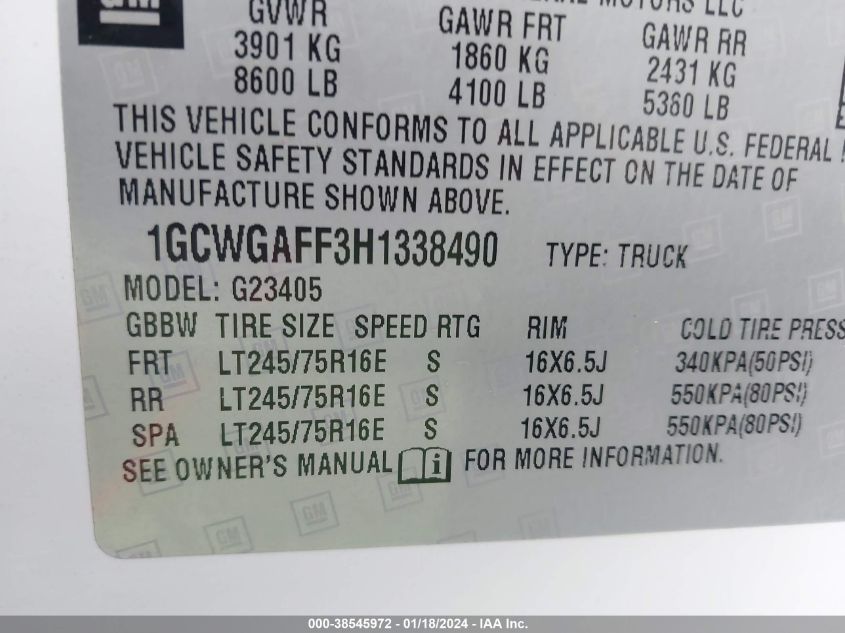 GM
MOTORS LLC
GVWR GAWR FRT GAWR RR
3901 KG 1860 KG 2431 KG
8600 LB 4100 LB 5360 LB
THIS VEHICLE CONFORMS TO ALL APPLICABLE U.S. FEDERAL
VEHICLE SAFETY STANDARDS IN EFFECT ON THE DATE OF
MANUFACTURE SHOWN ABOVE.
1GCWGAFF3H1338490 TYPE: TRUCK
MODEL: G23405
GBBW TIRE SIZE SPEED RTG RIM COLD TIRE PRESS
FRT LT245/75R16E S 16X6.5J 340KPA(50PSI)
RR LT245/75R16E S 16X6.5J 550KPA(80PSI)
SPA LT245/75R16E S 16X6.5J 550KPA(80PSI)
SEE OWNER'S MANUAL i FOR MORE INFORMATION.
000-38545972 - 01/18/2024 - IAA Inc.